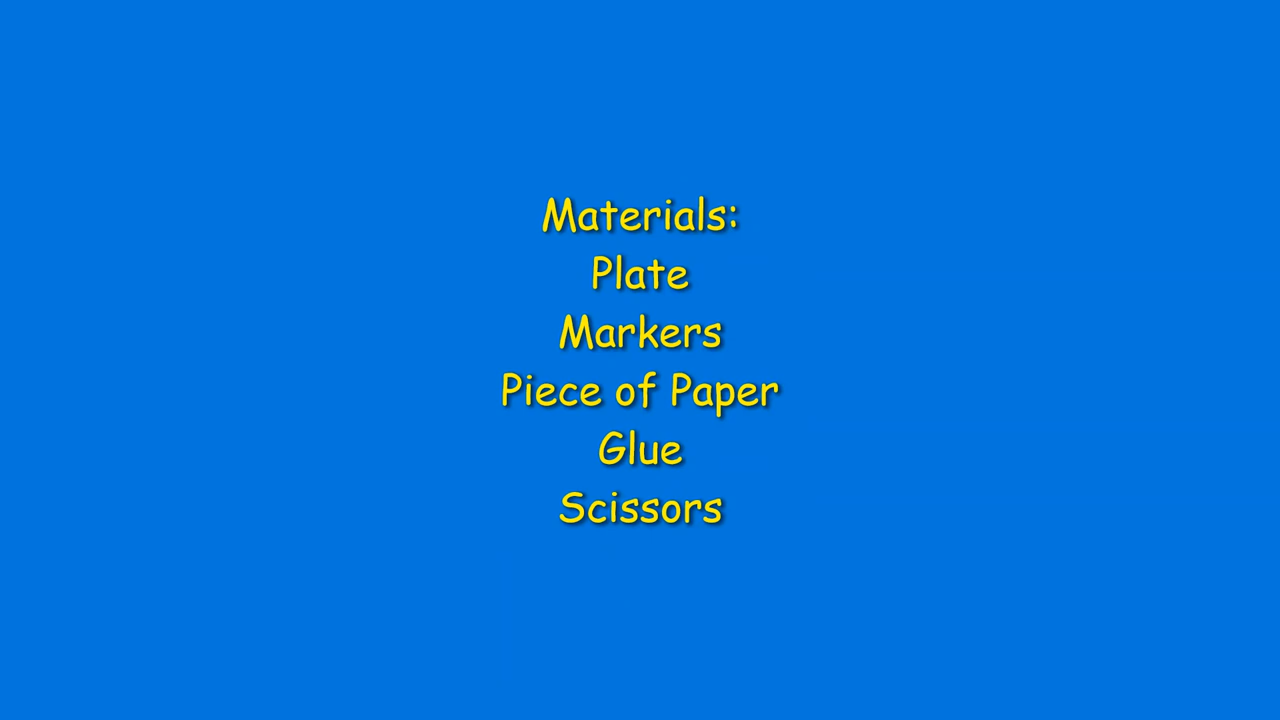 Materials:
Plate
Markers
Piece of Paper
Glue
Scissors